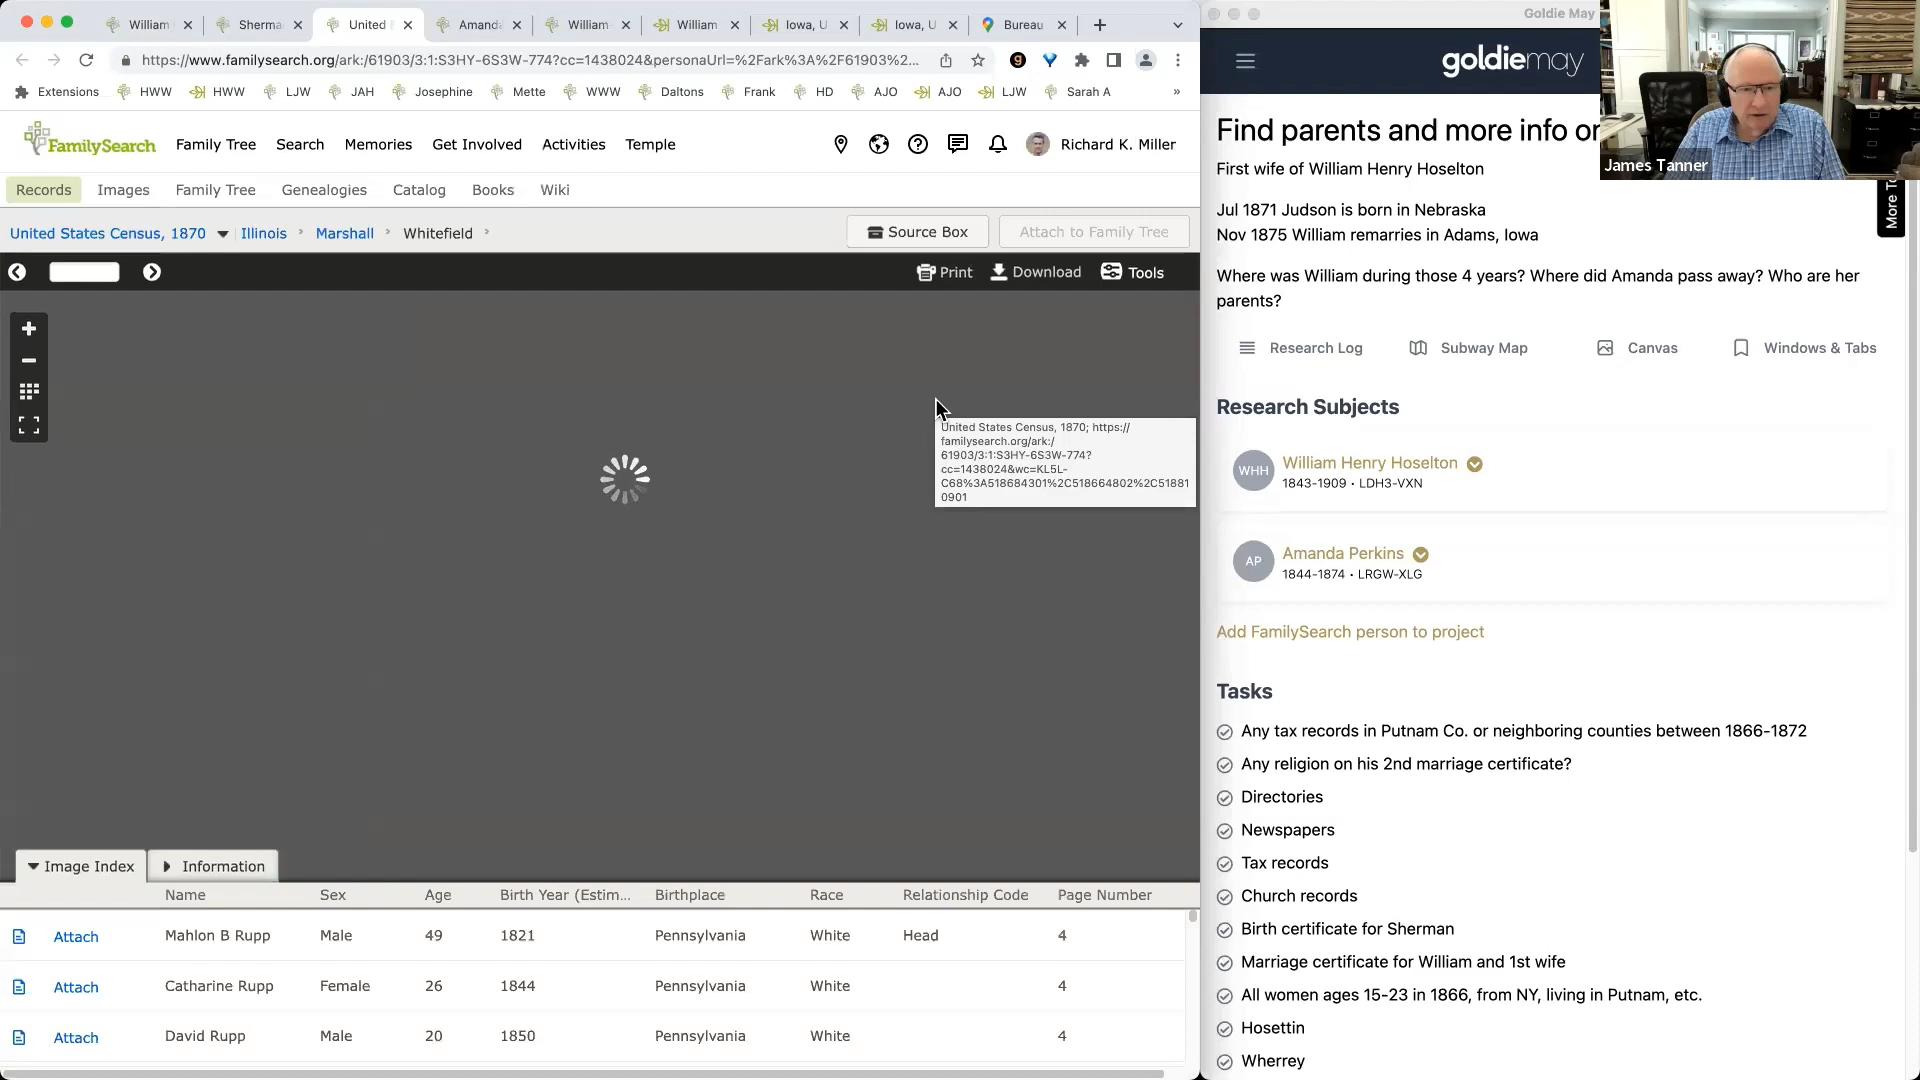 William
Sherma
United
Amand
William
William
Iowa, U
Iowa, U
Bureau
Goldie May
https://www.familysearch.org/ark:/61903/3:1:S3HY-6S3W-774?cc=1438024&personaUrl=%2Fark%3A%2F61903%2...
Extensions HWW HWW LJW JAH Josephine Mette WWW Daltons Frank HD AJO AJO LJW Sarah A »
FamilySearch Family Tree Search Memories Get Involved Activities Temple Richard K. Miller
Records Images Family Tree Genealogies Catalog Books Wiki
United States Census, 1870 Illinois Marshall Whitefield Source Box Attach to Family Tree
Print Download Tools
United States Census, 1870; https://
familysearch.org/ark:/
61903/3:1:S3HY-6S3W-774?
cc=1438024&wc=KL5L-
C68%3A518684301%2C518664802%2C51881
0901
Image Index Information
Name Sex Age Birth Year (Estim... Birthplace Race Relationship Code Page Number
Attach Mahlon B Rupp Male 49 1821 Pennsylvania White Head 4
Attach Catharine Rupp Female 26 1844 Pennsylvania White 4
Attach David Rupp Male 20 1850 Pennsylvania White 4
goldiemay
James Tanner
More To
Find parents and more info on
First wife of William Henry Hoselton
Jul 1871 Judson is born in Nebraska
Nov 1875 William remarries in Adams, Iowa
Where was William during those 4 years? Where did Amanda pass away? Who are her
parents?
Research Log Subway Map Canvas Windows & Tabs
Research Subjects
WHH William Henry Hoselton
1843-1909 • LDH3-VXN
AP Amanda Perkins
1844-1874 • LRGW-XLG
Add FamilySearch person to project
Tasks
Any tax records in Putnam Co. or neighboring counties between 1866-1872
Any religion on his 2nd marriage certificate?
Directories
Newspapers
Tax records
Church records
Birth certificate for Sherman
Marriage certificate for William and 1st wife
All women ages 15-23 in 1866, from NY, living in Putnam, etc.
Hosettin
Wherrey